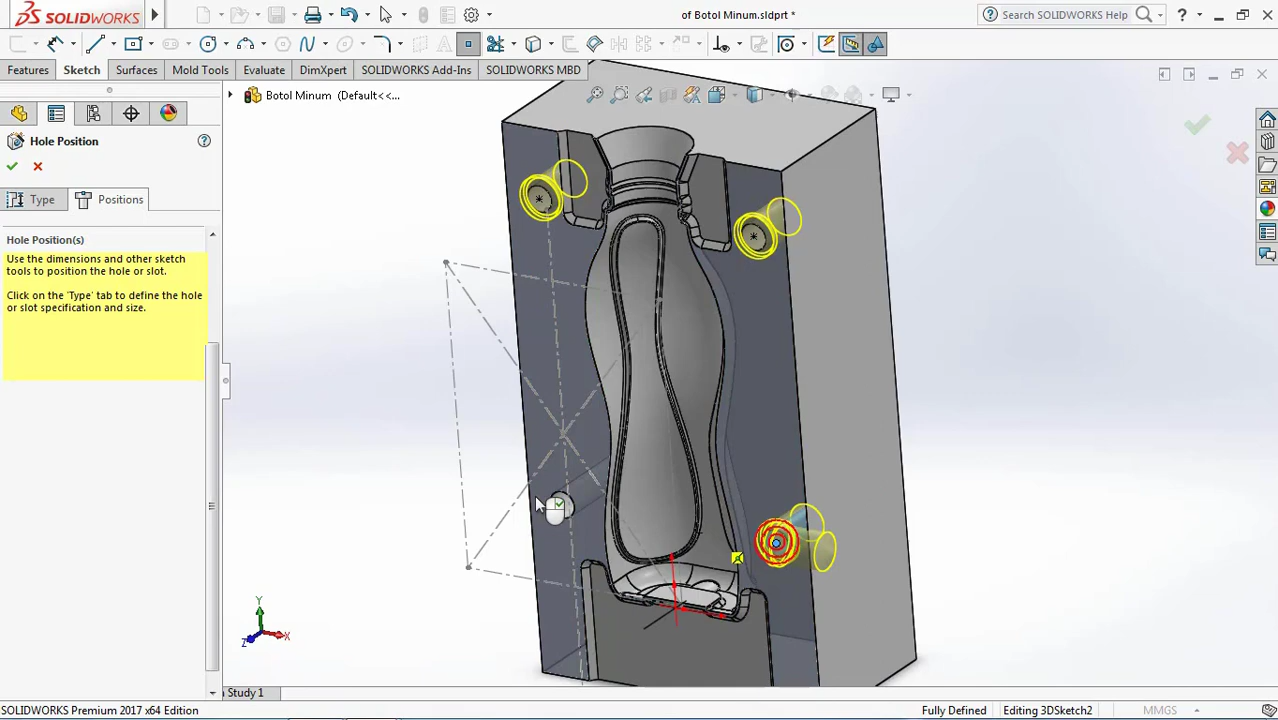 SOLIDWORKS
of Botol Minum.sldprt *
Search SOLIDWORKS Help
?
Features
Sketch
Surfaces
Mold Tools
Evaluate
DimXpert
SOLIDWORKS Add-Ins
SOLIDWORKS MBD
Botol Minum (Default<<...
Hole Position
?
Type
Positions
Hole Position(s)
Use the dimensions and other sketch
tools to position the hole or slot.
Click on the 'Type' tab to define the hole
or slot specification and size.
Y
X
Z
Study 1
SOLIDWORKS Premium 2017 x64 Edition
Fully Defined
Editing 3DSketch2
MMGS